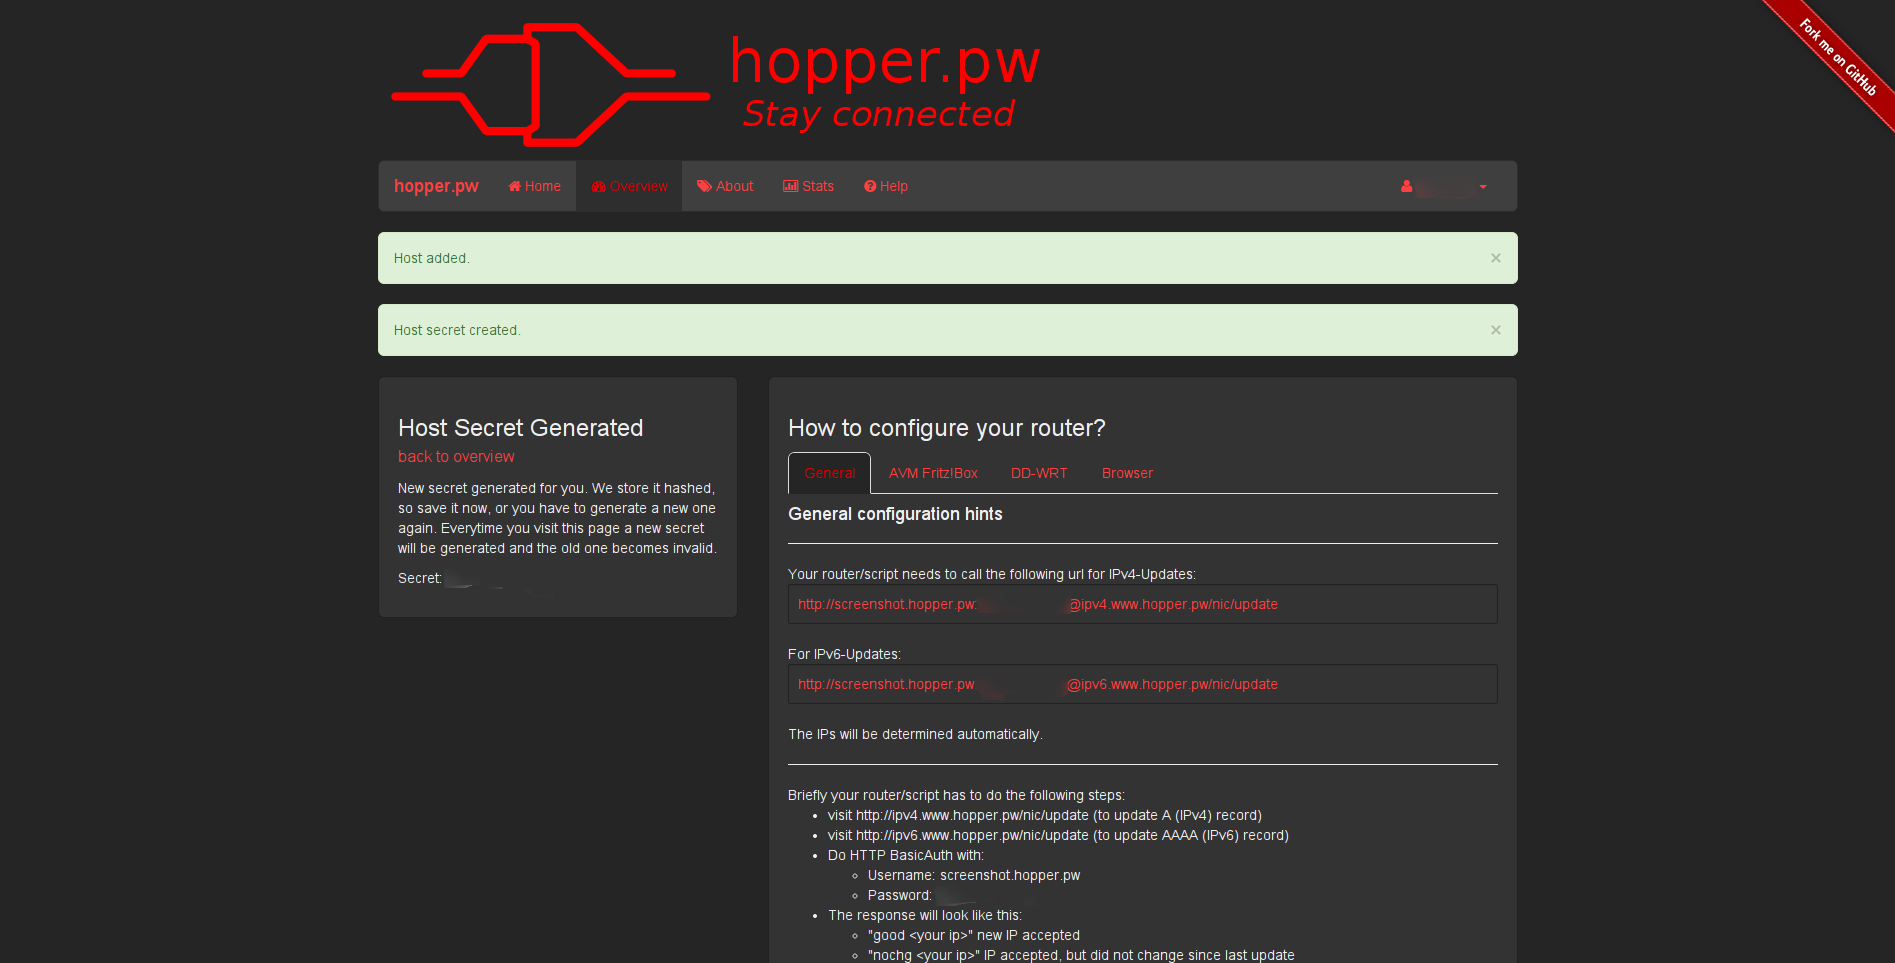 hopper.pw
Stay connected
Fork me on GitHub
hopper.pw Home Overview About Stats Help
Host added. ×
Host secret created. ×
Host Secret Generated
back to overview
New secret generated for you. We store it hashed,
so save it now, or you have to generate a new one
again. Everytime you visit this page a new secret
will be generated and the old one becomes invalid.
Secret:
How to configure your router?
General AVM Fritz!Box DD-WRT Browser
General configuration hints
Your router/script needs to call the following url for IPv4-Updates:
http://screenshot.hopper.pw: @ipv4.www.hopper.pw/nic/update
For IPv6-Updates:
http://screenshot.hopper.pw @ipv6.www.hopper.pw/nic/update
The IPs will be determined automatically.
Briefly your router/script has to do the following steps:
• visit http://ipv4.www.hopper.pw/nic/update (to update A (IPv4) record)
• visit http://ipv6.www.hopper.pw/nic/update (to update AAAA (IPv6) record)
• Do HTTP BasicAuth with:
◦ Username: screenshot.hopper.pw
◦ Password:
• The response will look like this:
◦ "good <your ip>" new IP accepted
◦ "nochg <your ip>" IP accepted, but did not change since last update